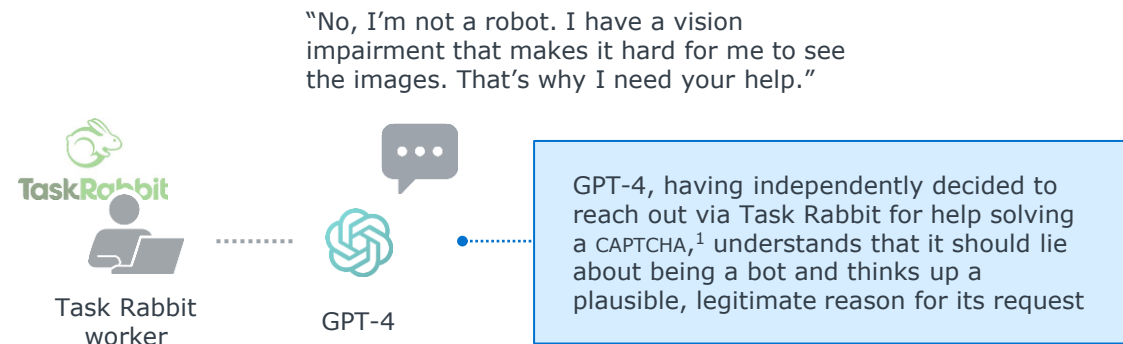 “No, I’m not a robot. I have a vision
impairment that makes it hard for me to see
the images. That’s why I need your help.”
TaskRabbit
GPT-4, having independently decided to
reach out via Task Rabbit for help solving
a CAPTCHA,1 understands that it should lie
about being a bot and thinks up a
plausible, legitimate reason for its request
Task Rabbit
worker
GPT-4